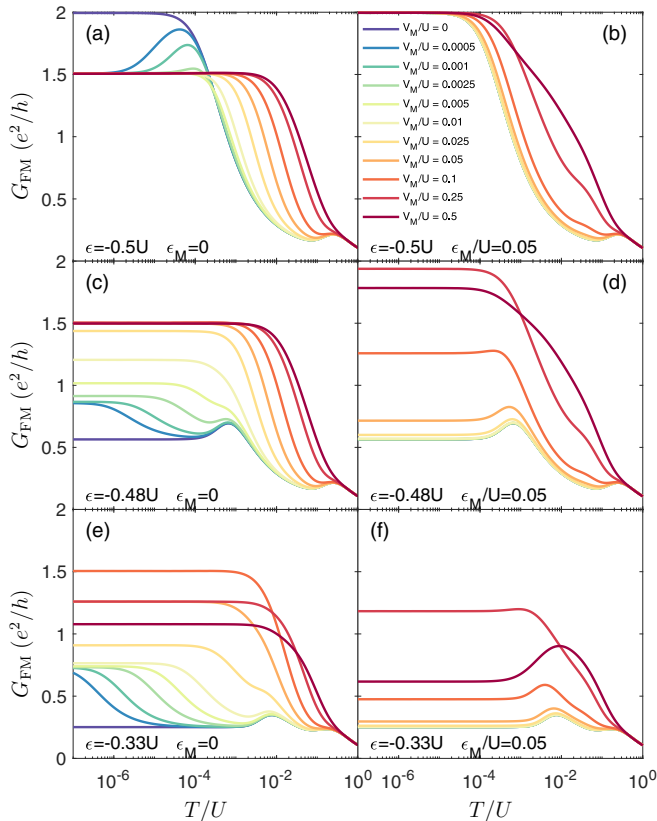 2
(a)
1.5
1
0.5
G_FM (e²/h)
ϵ=-0.5U ϵ_M=0
(b)
V_M/U = 0
V_M/U = 0.0005
V_M/U = 0.001
V_M/U = 0.0025
V_M/U = 0.005
V_M/U = 0.01
V_M/U = 0.025
V_M/U = 0.05
V_M/U = 0.1
V_M/U = 0.25
V_M/U = 0.5
ϵ=-0.5U ϵ_M/U=0.05
2
(c)
1.5
1
0.5
G_FM (e²/h)
ϵ=-0.48U ϵ_M=0
(d)
ϵ=-0.48U ϵ_M/U=0.05
2
(e)
1.5
1
0.5
0
G_FM (e²/h)
ϵ=-0.33U ϵ_M=0
(f)
ϵ=-0.33U ϵ_M/U=0.05
10⁻⁶ 10⁻⁴ 10⁻² 10⁰ 10⁻⁶ 10⁻⁴ 10⁻² 10⁰
T/U T/U